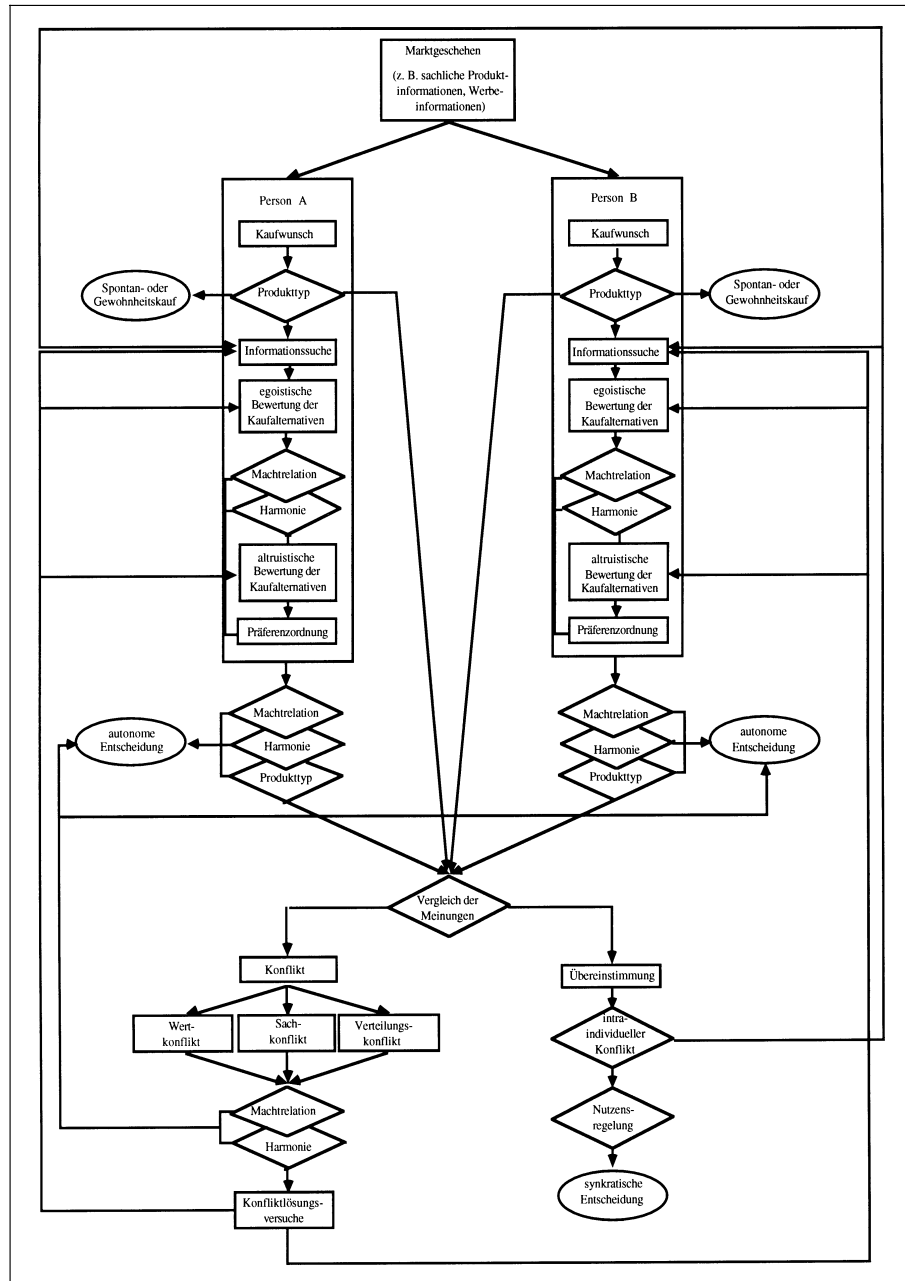 Marktgeschehen
(z. B. sachliche Produkt-
informationen, Werbe-
informationen)
Person A
Kaufwunsch
Produkttyp
Spontan- oder
Gewohnheitskauf
Informationssuche
egoistische
Bewertung der
Kaufalternativen
Machtrelation
Harmonie
altruistische
Bewertung der
Kaufalternativen
Präferenzordnung
Person B
Kaufwunsch
Produkttyp
Spontan- oder
Gewohnheitskauf
Informationssuche
egoistische
Bewertung der
Kaufalternativen
Machtrelation
Harmonie
altruistische
Bewertung der
Kaufalternativen
Präferenzordnung
Machtrelation
Harmonie
Produkttyp
autonome
Entscheidung
Machtrelation
Harmonie
Produkttyp
autonome
Entscheidung
Vergleich der
Meinungen
Konflikt
Wert-
konflikt
Sach-
konflikt
Verteilungs-
konflikt
Machtrelation
Harmonie
Konfliktlösungs-
versuche
Übereinstimmung
intra-
individueller
Konflikt
Nutzens-
regelung
synkratische
Entscheidung